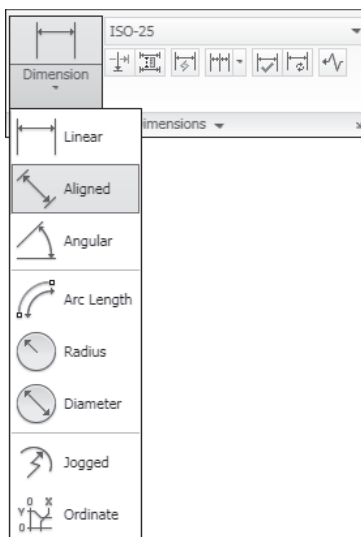 ISO-25
Dimension
imensions
Linear
Aligned
Angular
Arc Length
Radius
Diameter
Jogged
Ordinate